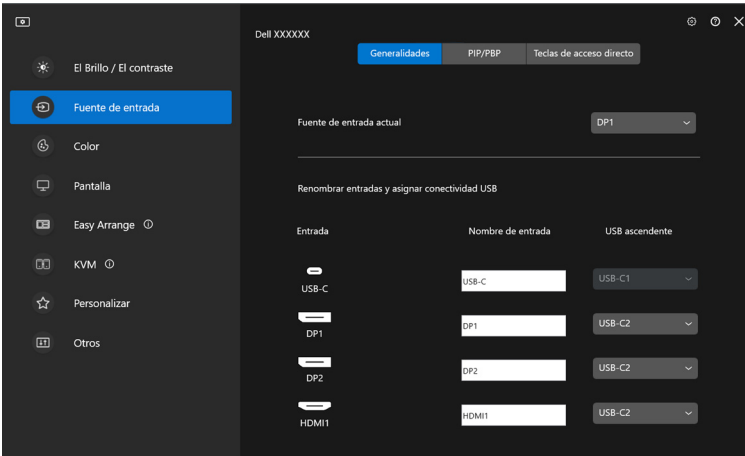 Dell XXXXXX
Generalidades PIP/PBP Teclas de acceso directo
El Brillo / El contraste
Fuente de entrada
Color
Pantalla
Easy Arrange
KVM
Personalizar
Otros
Fuente de entrada actual DP1
Renombrar entradas y asignar conectividad USB
Entrada Nombre de entrada USB ascendente
USB-C USB-C USB-C1
DP1 DP1 USB-C2
DP2 DP2 USB-C2
HDMI1 HDMI1 USB-C2